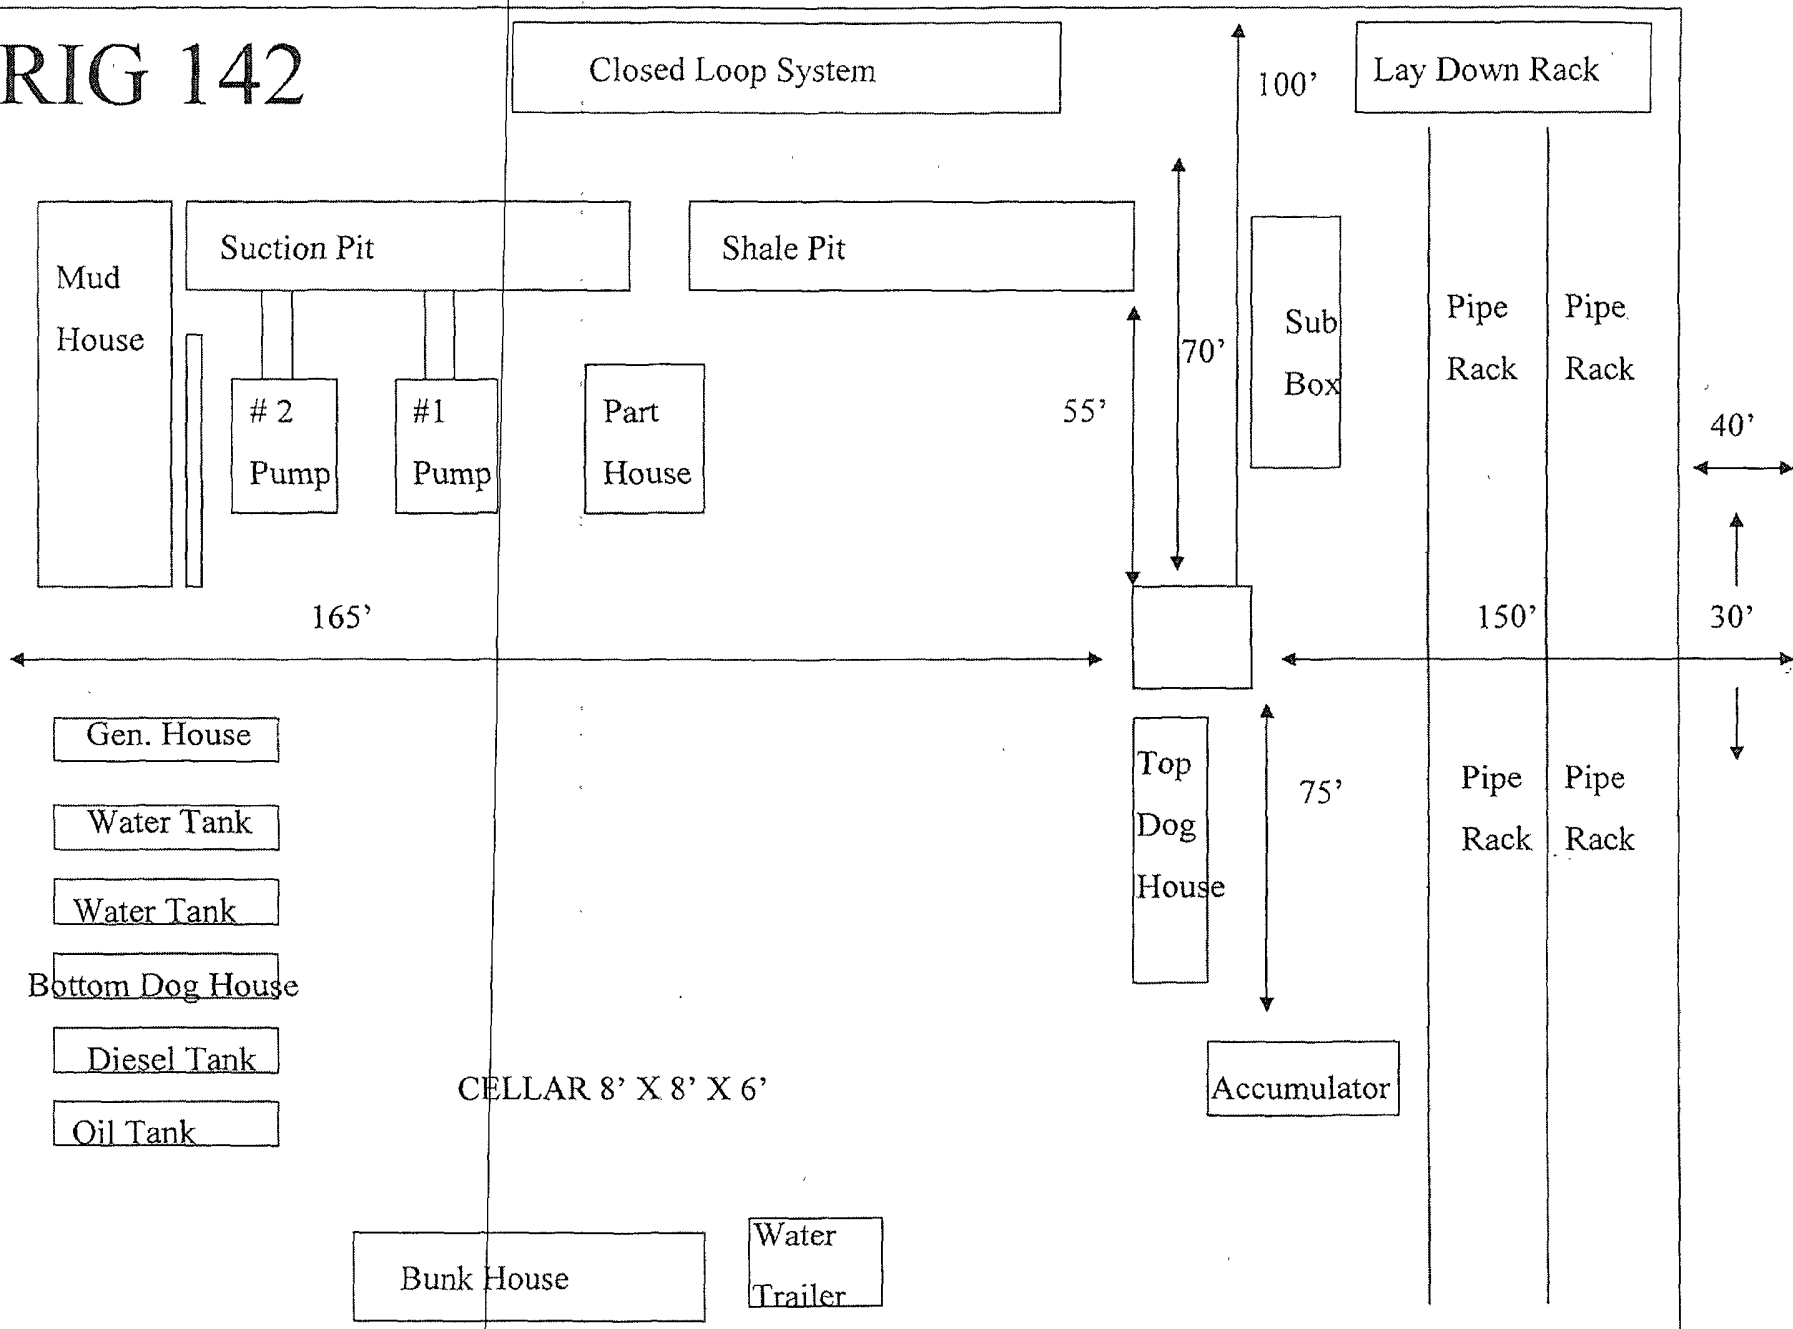 RIG 142
Closed Loop System
100’
Lay Down Rack
Mud
House
Suction Pit
Shale Pit
70’
55’
Sub
Box
Pipe
Rack
Pipe
Rack
# 2
Pump
#1
Pump
Part
House
40’
165’
150’
30’
Gen. House
Water Tank
Water Tank
Bottom Dog House
Diesel Tank
Oil Tank
Top
Dog
House
75’
Pipe
Rack
Pipe
Rack
CELLAR 8’ X 8’ X 6’
Accumulator
Bunk House
Water
Trailer